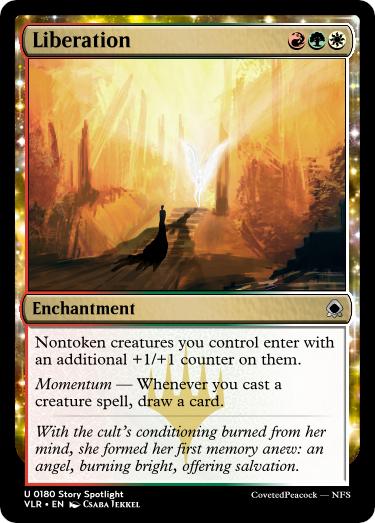 Liberation
Enchantment
Nontoken creatures you control enter with
an additional +1/+1 counter on them.
Momentum — Whenever you cast a
creature spell, draw a card.
With the cult's conditioning burned from her
mind, she formed her first memory anew: an
angel, burning bright, offering salvation.
U 0180 Story Spotlight
VLR • EN Csaba Jekkel
CovetedPeacock — NFS